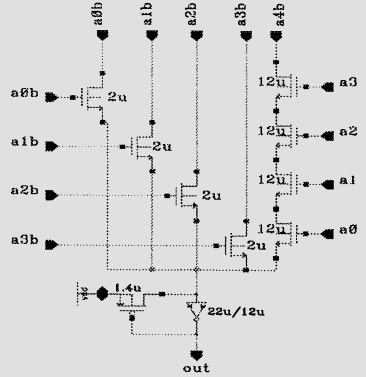 a0b a1b a2b a3b a4b
12u a3
a0b 2u
12u a2
a1b 2u
12u a1
a2b 2u
12u a0
a3b 2u
1.4u
22u/12u
out